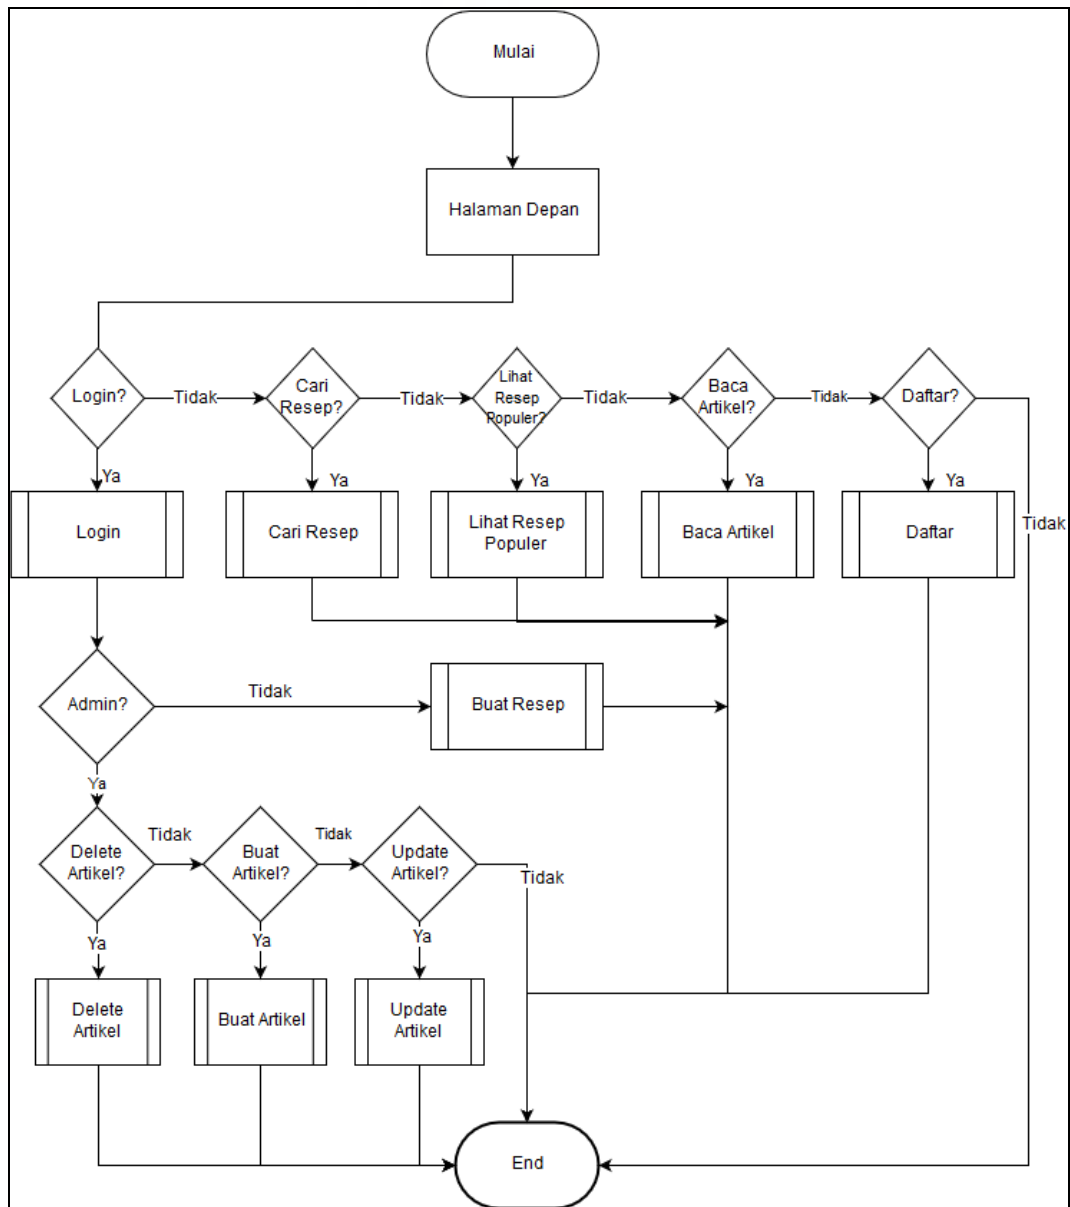 Mulai
Halaman Depan
Login?
Tidak
Cari
Resep?
Tidak
Lihat
Resep
Populer?
Tidak
Baca
Artikel?
Tidak
Daftar?
Ya
Ya
Ya
Ya
Ya
Tidak
Login
Cari Resep
Lihat Resep
Populer
Baca Artikel
Daftar
Admin?
Tidak
Buat Resep
Ya
Delete
Artikel?
Tidak
Buat
Artikel?
Tidak
Update
Artikel?
Tidak
Ya
Ya
Ya
Delete
Artikel
Buat Artikel
Update
Artikel
End